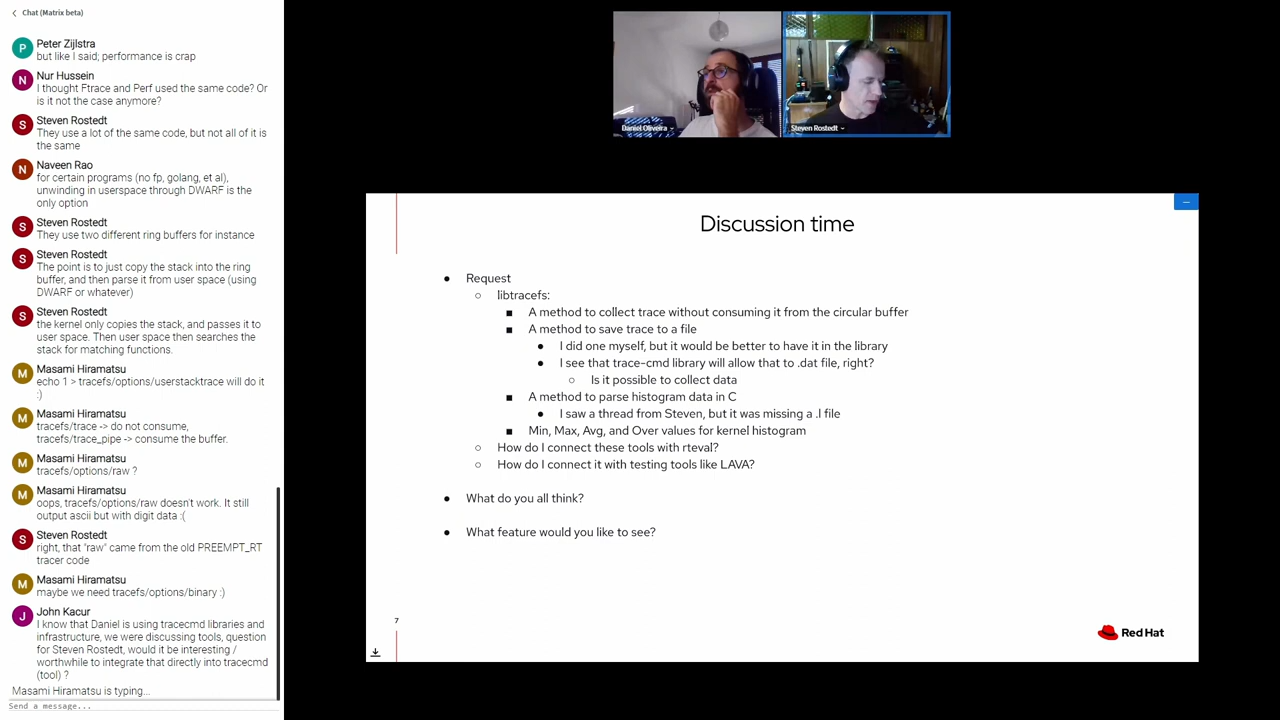 Chat (Matrix beta)
P
Peter Zijlstra
but like I said; performance is crap
N
Nur Hussein
I thought Ftrace and Perf used the same code? Or
is it not the case anymore?
S
Steven Rostedt
They use a lot of the same code, but not all of it is
the same
N
Naveen Rao
for certain programs (no fp, golang, et al),
unwinding in userspace through DWARF is the
only option
S
Steven Rostedt
They use two different ring buffers for instance
S
Steven Rostedt
The point is to just copy the stack into the ring
buffer, and then parse it from user space (using
DWARF or whatever)
S
Steven Rostedt
the kernel only copies the stack, and passes it to
user space. Then user space then searches the
stack for matching functions.
M
Masami Hiramatsu
echo 1 > tracefs/options/userstacktrace will do it
:)
M
Masami Hiramatsu
tracefs/trace -> do not consume,
tracefs/trace_pipe -> consume the buffer.
M
Masami Hiramatsu
tracefs/options/raw ?
M
Masami Hiramatsu
oops, tracefs/options/raw doesn't work. It still
output ascii but with digit data :(
S
Steven Rostedt
right, that "raw" came from the old PREEMPT_RT
tracer code
M
Masami Hiramatsu
maybe we need tracefs/options/binary :)
J
John Kacur
I know that Daniel is using tracecmd libraries and
infrastructure, we were discussing tools, question
for Steven Rostedt, would it be interesting /
worthwhile to integrate that directly into tracecmd
(tool) ?
Masami Hiramatsu is typing...
Send a message...
Daniel Oliveira
Steven Rostedt
Discussion time
Request
libtracefs:
A method to collect trace without consuming it from the circular buffer
A method to save trace to a file
I did one myself, but it would be better to have it in the library
I see that trace-cmd library will allow that to .dat file, right?
Is it possible to collect data
A method to parse histogram data in C
I saw a thread from Steven, but it was missing a .l file
Min, Max, Avg, and Over values for kernel histogram
How do I connect these tools with rteval?
How do I connect it with testing tools like LAVA?
What do you all think?
What feature would you like to see?
7
Red Hat